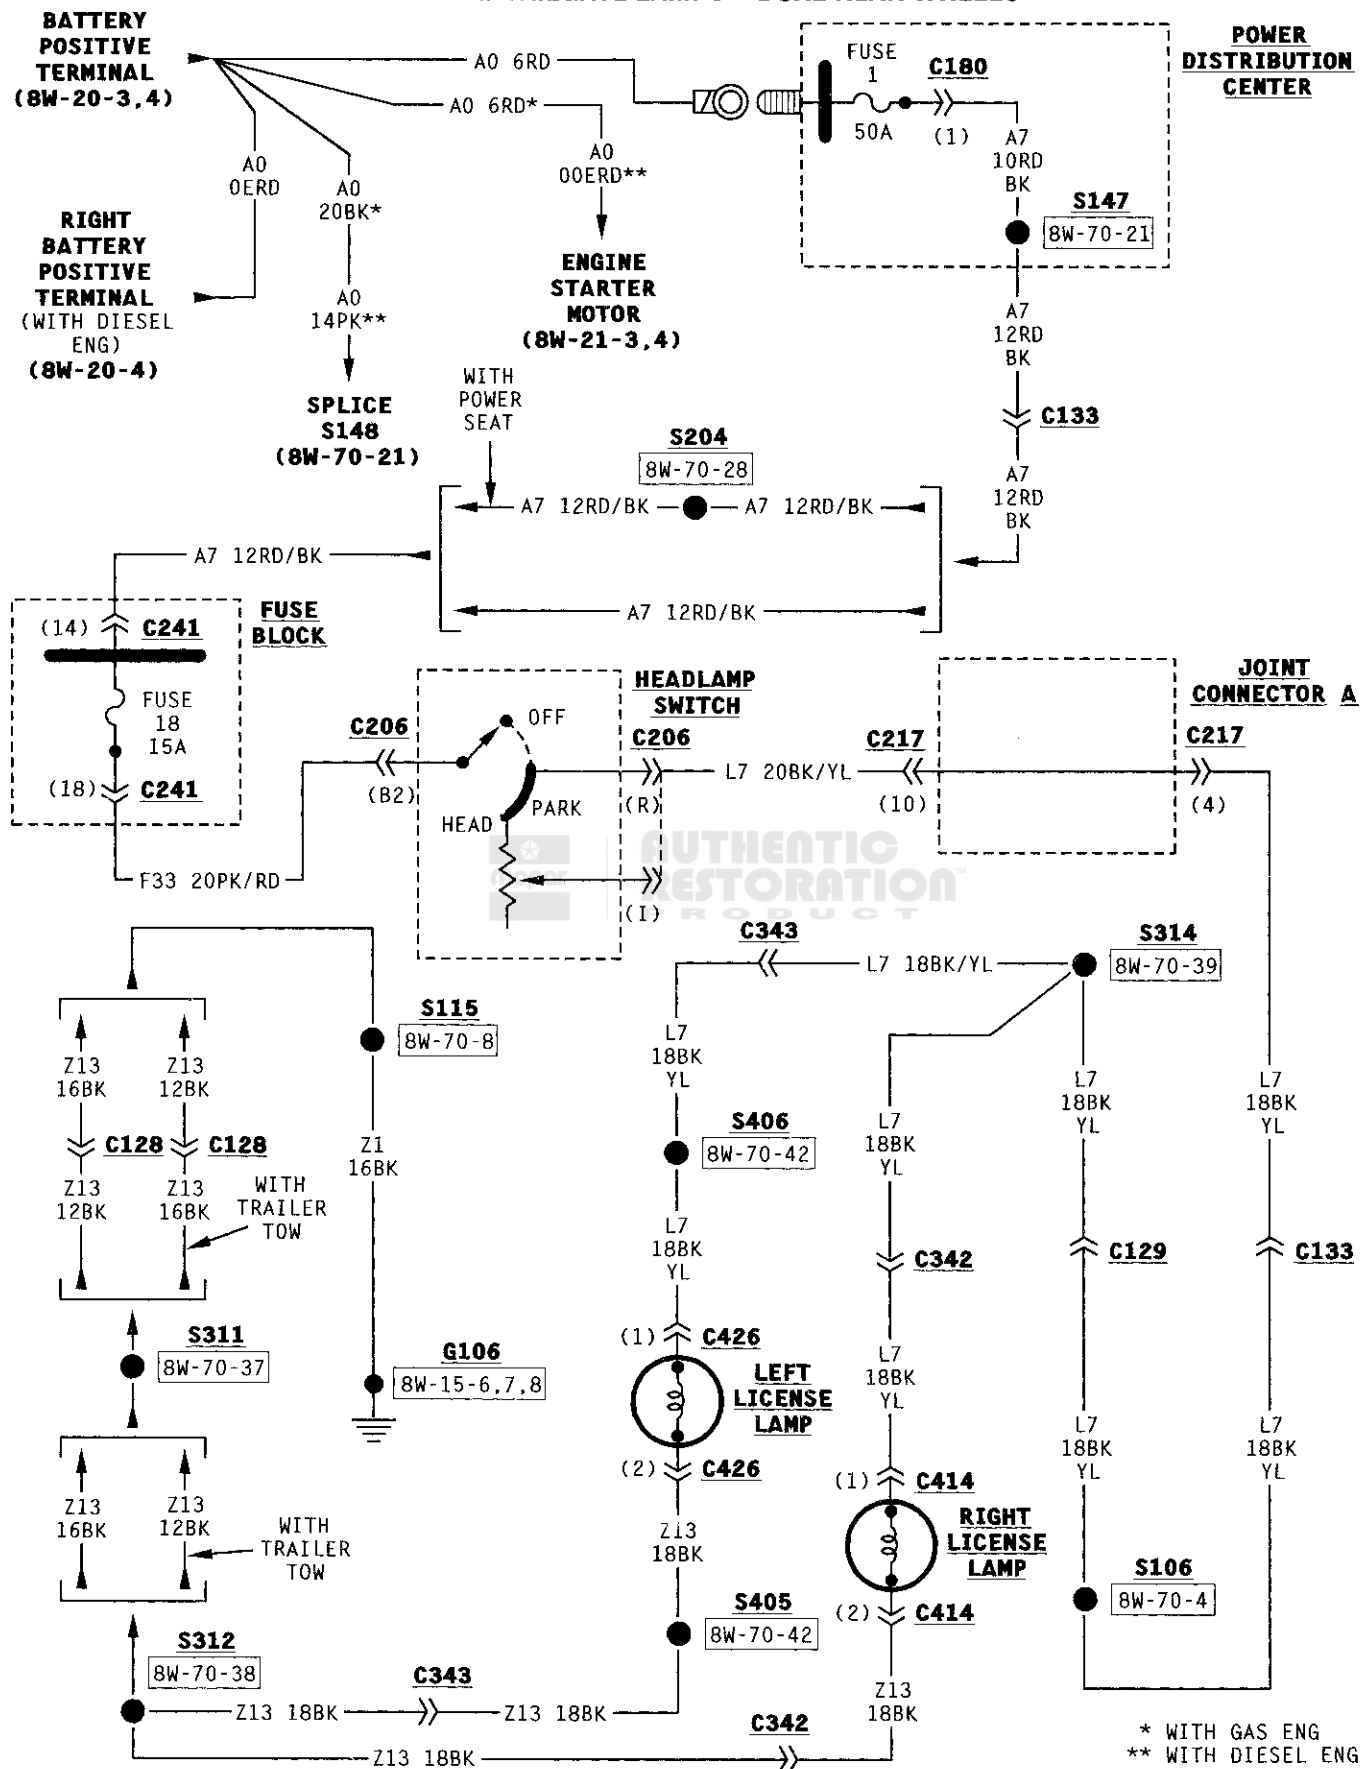 BATTERY
POSITIVE
TERMINAL
(8W-20-3,4)
A0 6RD
A0 6RD*
A0
0ERD
A0
20BK*
A0
14PK**
A0
00ERD**
RIGHT
BATTERY
POSITIVE
TERMINAL
(WITH DIESEL
ENG)
(8W-20-4)
SPLICE
S148
(8W-70-21)
ENGINE
STARTER
MOTOR
(8W-21-3,4)
FUSE
1
50A
C180
(1)
POWER
DISTRIBUTION
CENTER
A7
10RD
BK
S147
8W-70-21
A7
12RD
BK
C133
A7
12RD
BK
WITH
POWER
SEAT
S204
8W-70-28
A7 12RD/BK
A7 12RD/BK
A7 12RD/BK
A7 12RD/BK
(14)
C241
FUSE
BLOCK
FUSE
18
15A
(18)
C241
F33 20PK/RD
C206
(B2)
HEADLAMP
SWITCH
OFF
PARK
HEAD
C206
(R)
(I)
L7 20BK/YL
C217
(10)
JOINT
CONNECTOR A
C217
(4)
AUTHENTIC
RESTORATION™
PRODUCT
C343
L7 18BK/YL
S314
8W-70-39
S115
8W-70-8
Z13
16BK
Z13
12BK
C128
C128
Z13
12BK
Z13
16BK
WITH
TRAILER
TOW
Z1
16BK
S311
8W-70-37
G106
8W-15-6,7,8
Z13
16BK
Z13
12BK
WITH
TRAILER
TOW
S312
8W-70-38
L7
18BK
YL
S406
8W-70-42
L7
18BK
YL
(1)
C426
LEFT
LICENSE
LAMP
(2)
C426
Z13
18BK
S405
8W-70-42
L7
18BK
YL
C342
L7
18BK
YL
(1)
C414
RIGHT
LICENSE
LAMP
(2)
C414
Z13
18BK
L7
18BK
YL
C129
L7
18BK
YL
S106
8W-70-4
L7
18BK
YL
C133
L7
18BK
YL
C343
Z13 18BK
Z13 18BK
C342
Z13 18BK
* WITH GAS ENG
** WITH DIESEL ENG